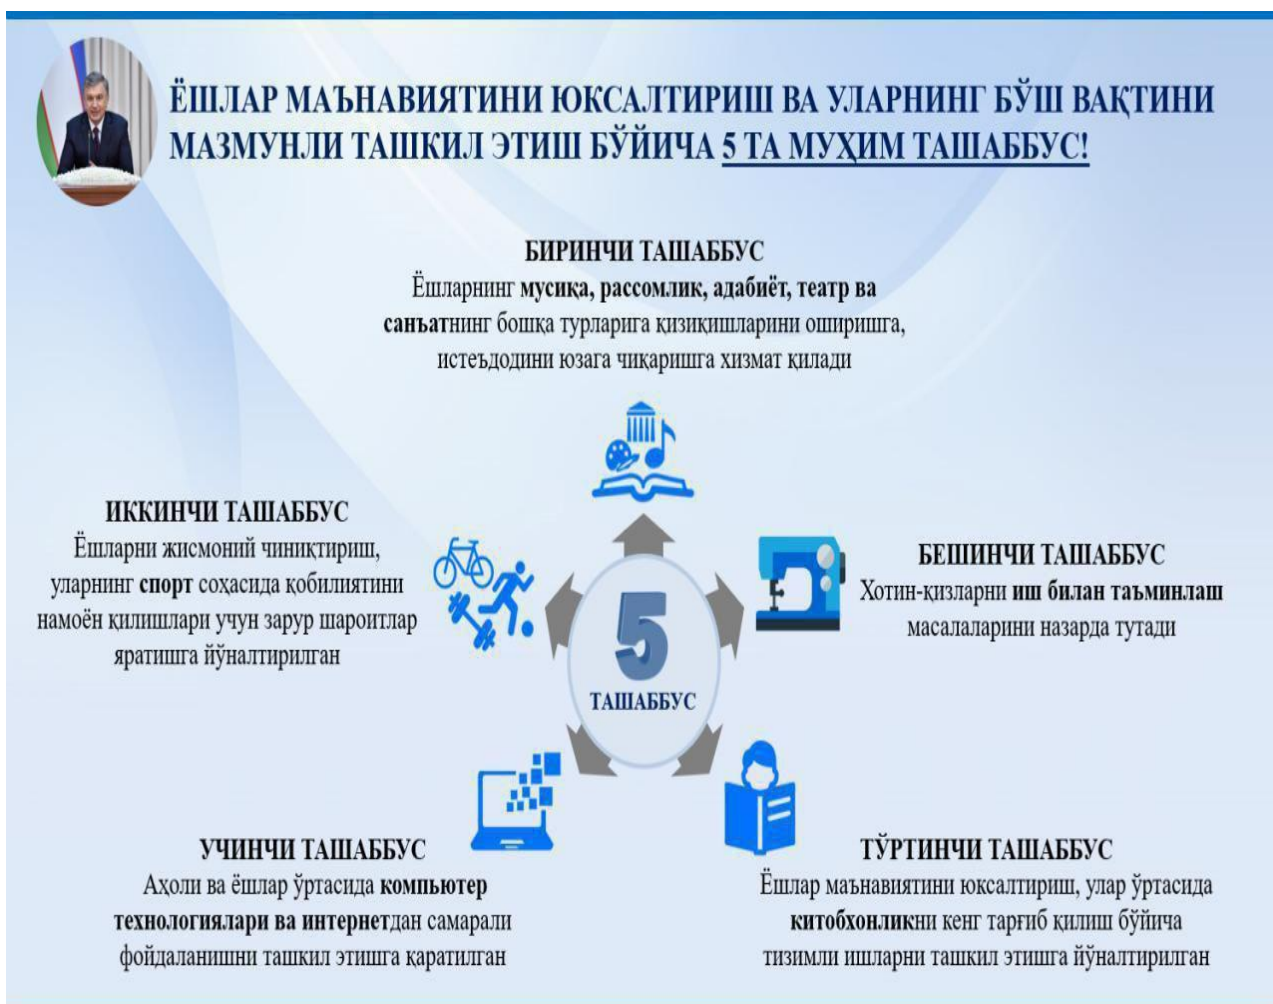 ЁШЛАР МАЪНАВИЯТИНИ ЮКСАЛТИРИШ ВА УЛАРНИНГ БЎШ ВАҚТИНИ
МАЗМУНЛИ ТАШКИЛ ЭТИШ БЎЙИЧА 5 ТА МУҲИМ ТАШАББУС!
БИРИНЧИ ТАШАББУС
Ёшларнинг мусиқа, рассомлик, адабиёт, театр ва
санъатнинг бошқа турларига қизиқишларини оширишга,
истеъдодини юзага чиқаришга хизмат қилади
ИККИНЧИ ТАШАББУС
Ёшларни жисмоний чиниқтириш,
уларнинг спорт соҳасида қобилиятини
намоён қилишлари учун зарур шароитлар
яратишга йўналтирилган
5
ТАШАББУС
БЕШИНЧИ ТАШАББУС
Хотин-қизларни иш билан таъминлаш
масалаларини назарда тутади
УЧИНЧИ ТАШАББУС
Аҳоли ва ёшлар ўртасида компьютер
технологиялари ва интернетдан самарали
фойдаланишни ташкил этишга қаратилган
ТЎРТИНЧИ ТАШАББУС
Ёшлар маънавиятини юксалтириш, улар ўртасида
китобхонликни кенг тарғиб қилиш бўйича
тизимли ишларни ташкил этишга йўналтирилган